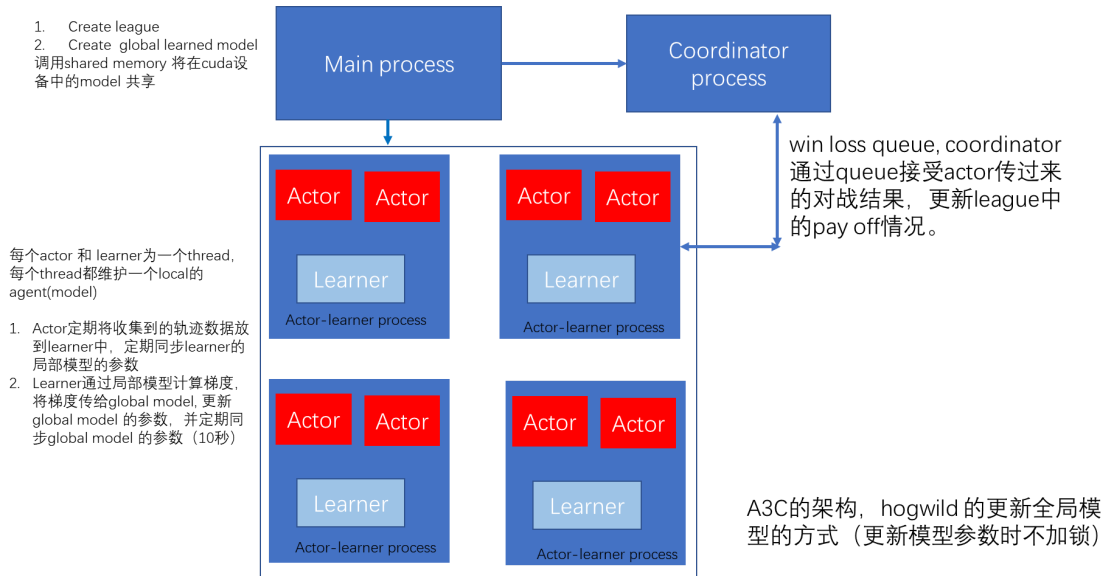 1. Create league
2. Create global learned model
调用shared memory 将在cuda设
备中的model 共享
Main process
Coordinator
process
win loss queue, coordinator
通过queue接受actor传过来
的对战结果，更新league中
的pay off情况。
每个actor 和 learner为一个thread,
每个thread都维护一个local的
agent(model)
1. Actor定期将收集到的轨迹数据放
到learner中，定期同步learner的
局部模型的参数
2. Learner通过局部模型计算梯度，
将梯度传给global model, 更新
global model 的参数，并定期同
步global model 的参数（10秒）
Actor
Actor
Learner
Actor-learner process
Actor
Actor
Learner
Actor-learner process
Actor
Actor
Learner
Actor-learner process
Actor
Actor
Learner
Actor-learner process
A3C的架构，hogwild 的更新全局模
型的方式（更新模型参数时不加锁）